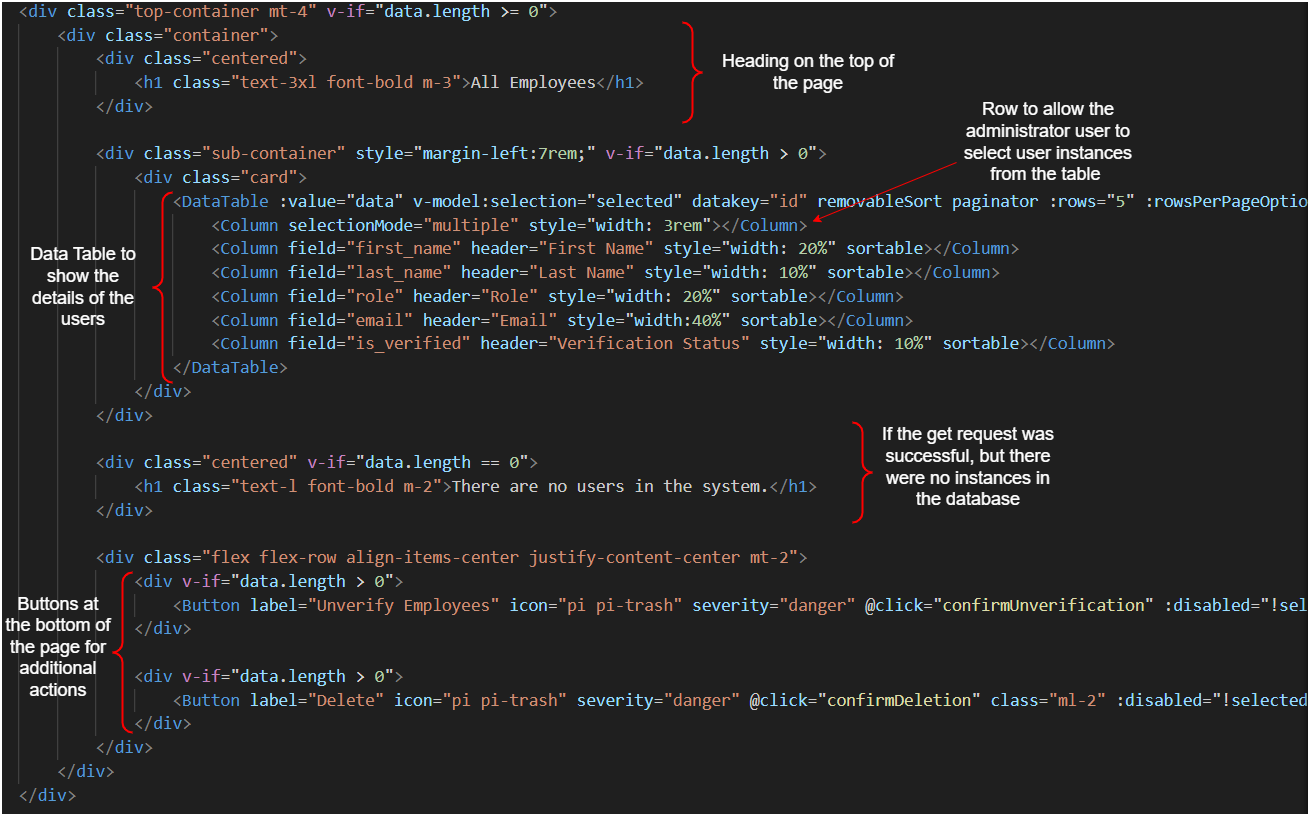 <div class="top-container mt-4" v-if="data.length >= 0">
<div class="container">
<div class="centered">
<h1 class="text-3xl font-bold m-3">All Employees</h1>
</div>
Heading on the top of
the page
Row to allow the
administrator user to
select user instances
from the table
<div class="sub-container" style="margin-left:7rem;" v-if="data.length > 0">
<div class="card">
<DataTable :value="data" v-model:selection="selected" datakey="id" removableSort paginator :rows="5" :rowsPerPageOptio
<Column selectionMode="multiple" style="width: 3rem"></Column>
<Column field="first_name" header="First Name" style="width: 20%" sortable></Column>
<Column field="last_name" header="Last Name" style="width: 10%" sortable></Column>
<Column field="role" header="Role" style="width: 20%" sortable></Column>
<Column field="email" header="Email" style="width:40%" sortable></Column>
<Column field="is_verified" header="Verification Status" style="width: 10%" sortable></Column>
</DataTable>
</div>
</div>
Data Table to
show the
details of the
users
<div class="centered" v-if="data.length == 0">
<h1 class="text-l font-bold m-2">There are no users in the system.</h1>
</div>
If the get request was
successful, but there
were no instances in
the database
<div class="flex flex-row align-items-center justify-content-center mt-2">
<div v-if="data.length > 0">
<Button label="Unverify Employees" icon="pi pi-trash" severity="danger" @click="confirmUnverification" :disabled="!sel
</div>
<div v-if="data.length > 0">
<Button label="Delete" icon="pi pi-trash" severity="danger" @click="confirmDeletion" class="ml-2" :disabled="!selected
</div>
</div>
</div>
</div>
Buttons at
the bottom of
the page for
additional
actions